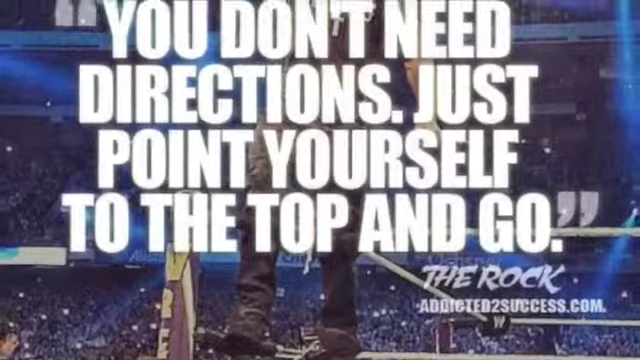 “YOU DON'T NEED
DIRECTIONS. JUST
POINT YOURSELF
TO THE TOP AND GO.”
THE ROCK
ADDICTED2SUCCESS.COM